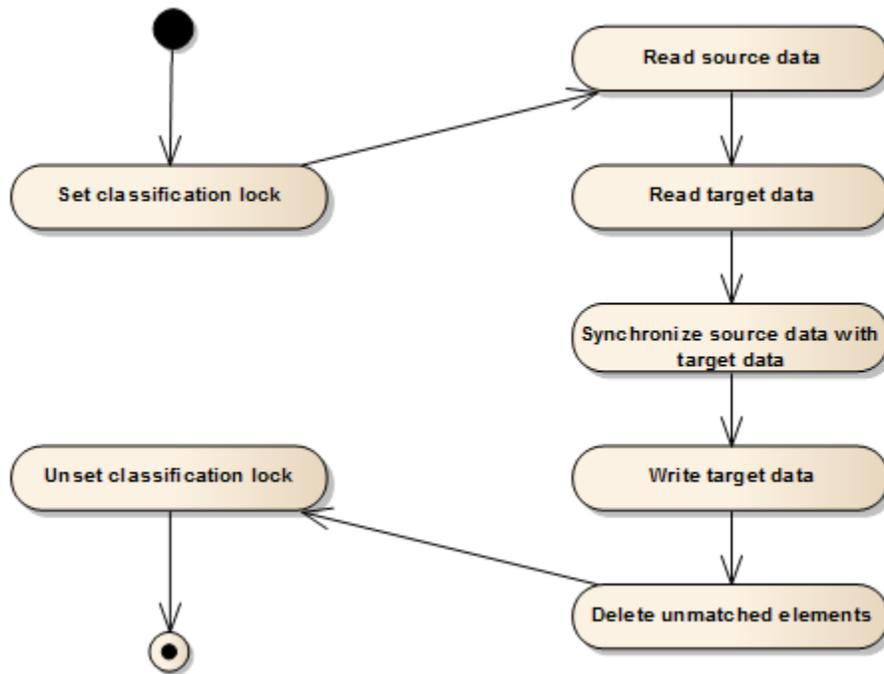 Set classification lock
Read source data
Read target data
Synchronize source data with
target data
Write target data
Delete unmatched elements
Unset classification lock